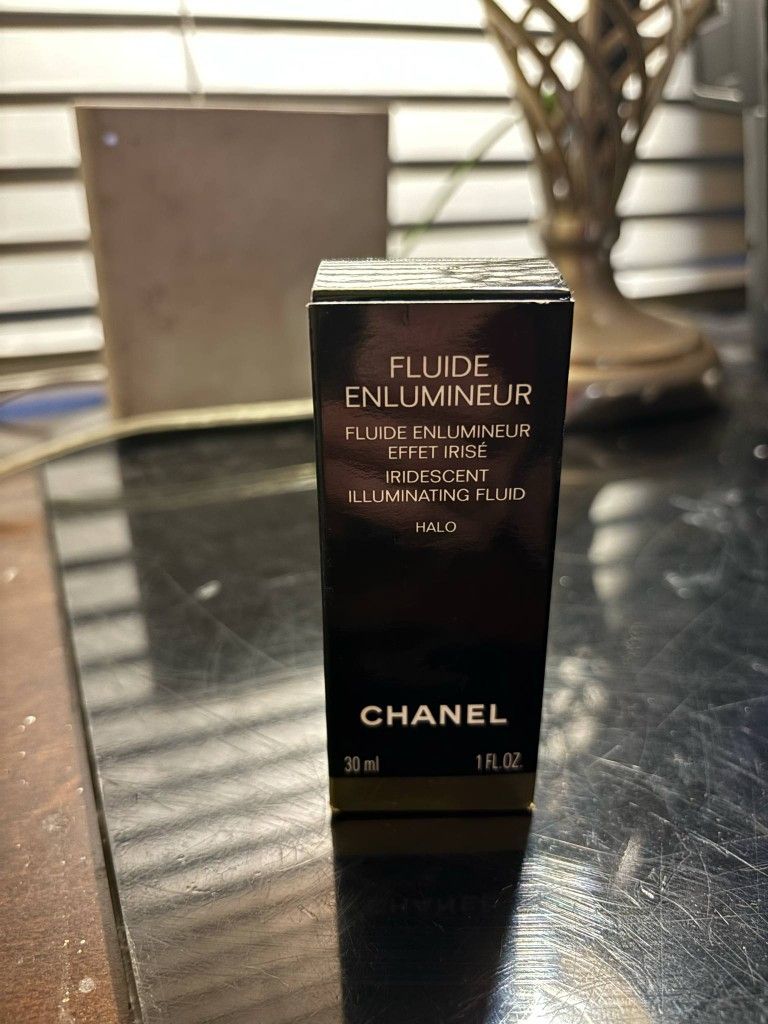 FLUIDE
ENLUMINEUR
FLUIDE ENLUMINEUR
EFFET IRISÉ
IRIDESCENT
ILLUMINATING FLUID
HALO
CHANEL
30 ml 1 FL.OZ.